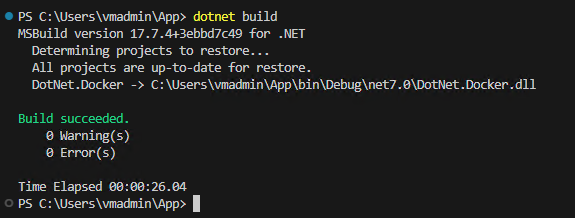 PS C:\Users\vmadmin\App> dotnet build
MSBuild version 17.7.4+3ebbd7c49 for .NET
  Determining projects to restore...
  All projects are up-to-date for restore.
  DotNet.Docker -> C:\Users\vmadmin\App\bin\Debug\net7.0\DotNet.Docker.dll

Build succeeded.
    0 Warning(s)
    0 Error(s)

Time Elapsed 00:00:26.04
PS C:\Users\vmadmin\App>